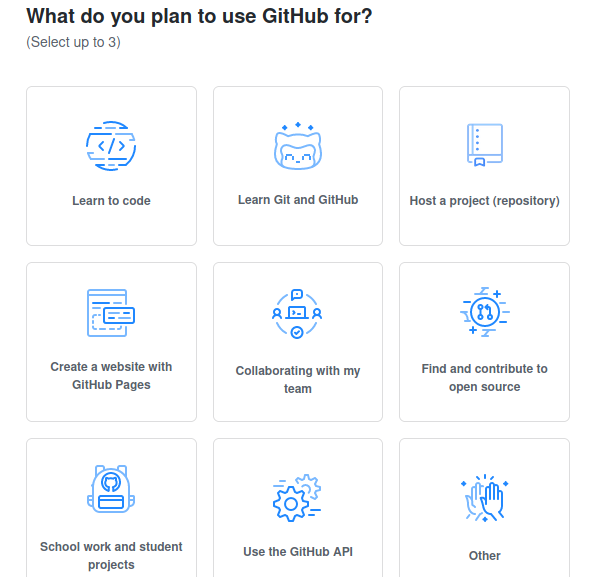 What do you plan to use GitHub for?
(Select up to 3)
Learn to code
Learn Git and GitHub
Host a project (repository)
Create a website with
GitHub Pages
Collaborating with my
team
Find and contribute to
open source
School work and student
projects
Use the GitHub API
Other